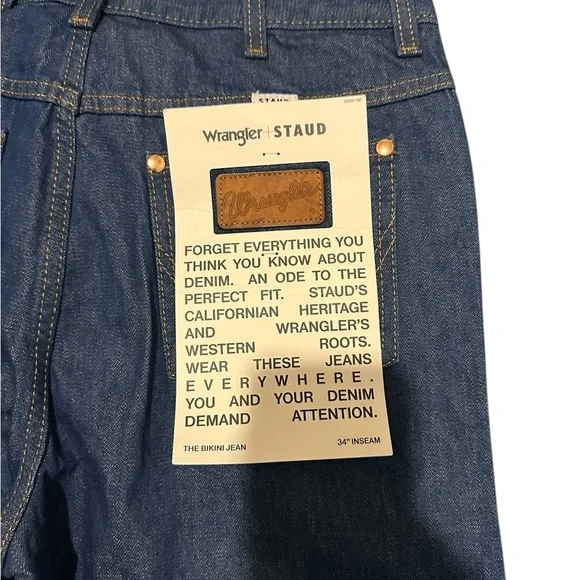 STAUD
Wrangler+STAUD
Wrangler
FORGET EVERYTHING YOU
THINK YOU KNOW ABOUT
DENIM. AN ODE TO THE
PERFECT FIT. STAUD'S
CALIFORNIAN HERITAGE
AND WRANGLER'S
WESTERN ROOTS.
WEAR THESE JEANS
EVERYWHERE.
YOU AND YOUR DENIM
DEMAND ATTENTION.
THE BIKINI JEAN 34" INSEAM